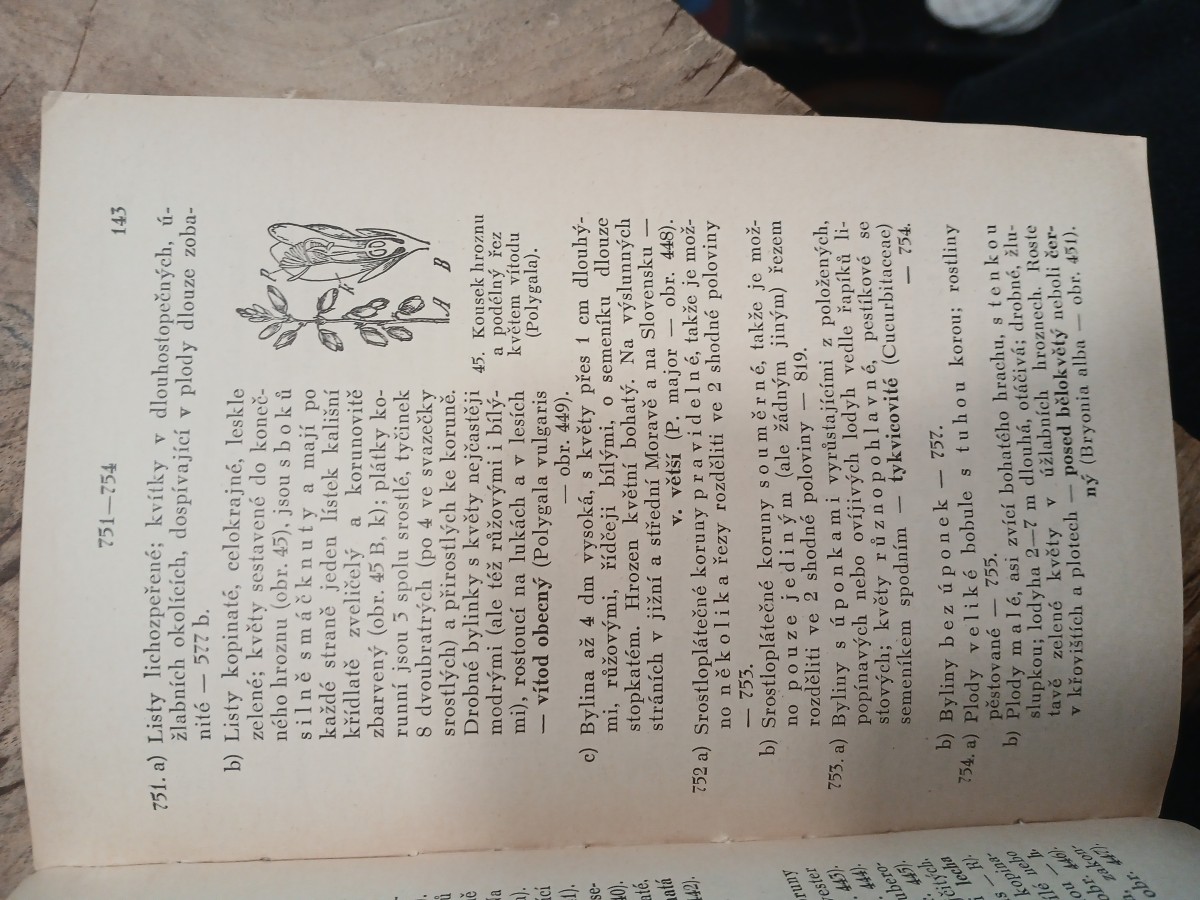 751—754
143
751. a) Listy lichozpeřené; kvítky v dlouhostopečných, ú-
žlabních okolících, dospívající v plody dlouze zoba-
nité — 577 b.
b) Listy kopinaté, celokrajné, leskle
zelené; květy sestavené do koneč-
ného hroznu (obr. 45), jsou s boků
silně smáčknuty a mají po
každé straně jeden lístek kališní
křídlatě zveličelý a korunovitě
zbarvený (obr. 45 B, k); plátky ko-
runní jsou 3 spolu srostlé, tyčinek
8 dvoubratrých (po 4 ve svazečky
srostlých) a přirostlých ke koruně.
Drobné bylinky s květy nejčastěji
modrými (ale též růžovými i bílý-
mi), rostoucí na lukách a v lesích
— vítod obecný (Polygala vulgaris
— obr. 449).
P
k
A
B
45. Kousek hroznu
a podélný řez
květem vítodu
(Polygala).
c) Bylina až 4 dm vysoká, s květy přes 1 cm dlouhý-
mi, růžovými, řidčeji bílými, o semeníku dlouze
stopkatém. Hrozen květní bohatý. Na výslunných
stráních v jižní a střední Moravě a na Slovensku —
v. větší (P. major — obr. 448).
752 a) Srostloplátečné koruny pravidelné, takže je mož-
no několika řezy rozděliti ve 2 shodné poloviny
— 753.
b) Srostloplátečné koruny souměrné, takže je mož-
no pouze jediným (ale žádným jiným) řezem
rozděliti ve 2 shodné poloviny — 819.
753. a) Byliny s úponkami vyrůstajícími z položených,
popínavých nebo ovíjivých lodyh vedle řapíků li-
stových; květy různopohlavné, pestíkové se
semeníkem spodním — tykvicovité (Cucurbitaceae)
— 754.
b) Byliny bez úponek — 757.
754. a) Plody veliké bobule s tuhou korou; rostliny
pěstované — 755.
b) Plody malé, asi zvící bohatého hrachu, s tenkou
slupkou; lodyha 2—7 m dlouhá, otáčivá; drobné, žlu-
tavě zelené květy v úžlabních hroznech. Roste
v křovištích a plotech — posed bělokvětý neboli čer-
ný (Bryonia alba — obr. 451).